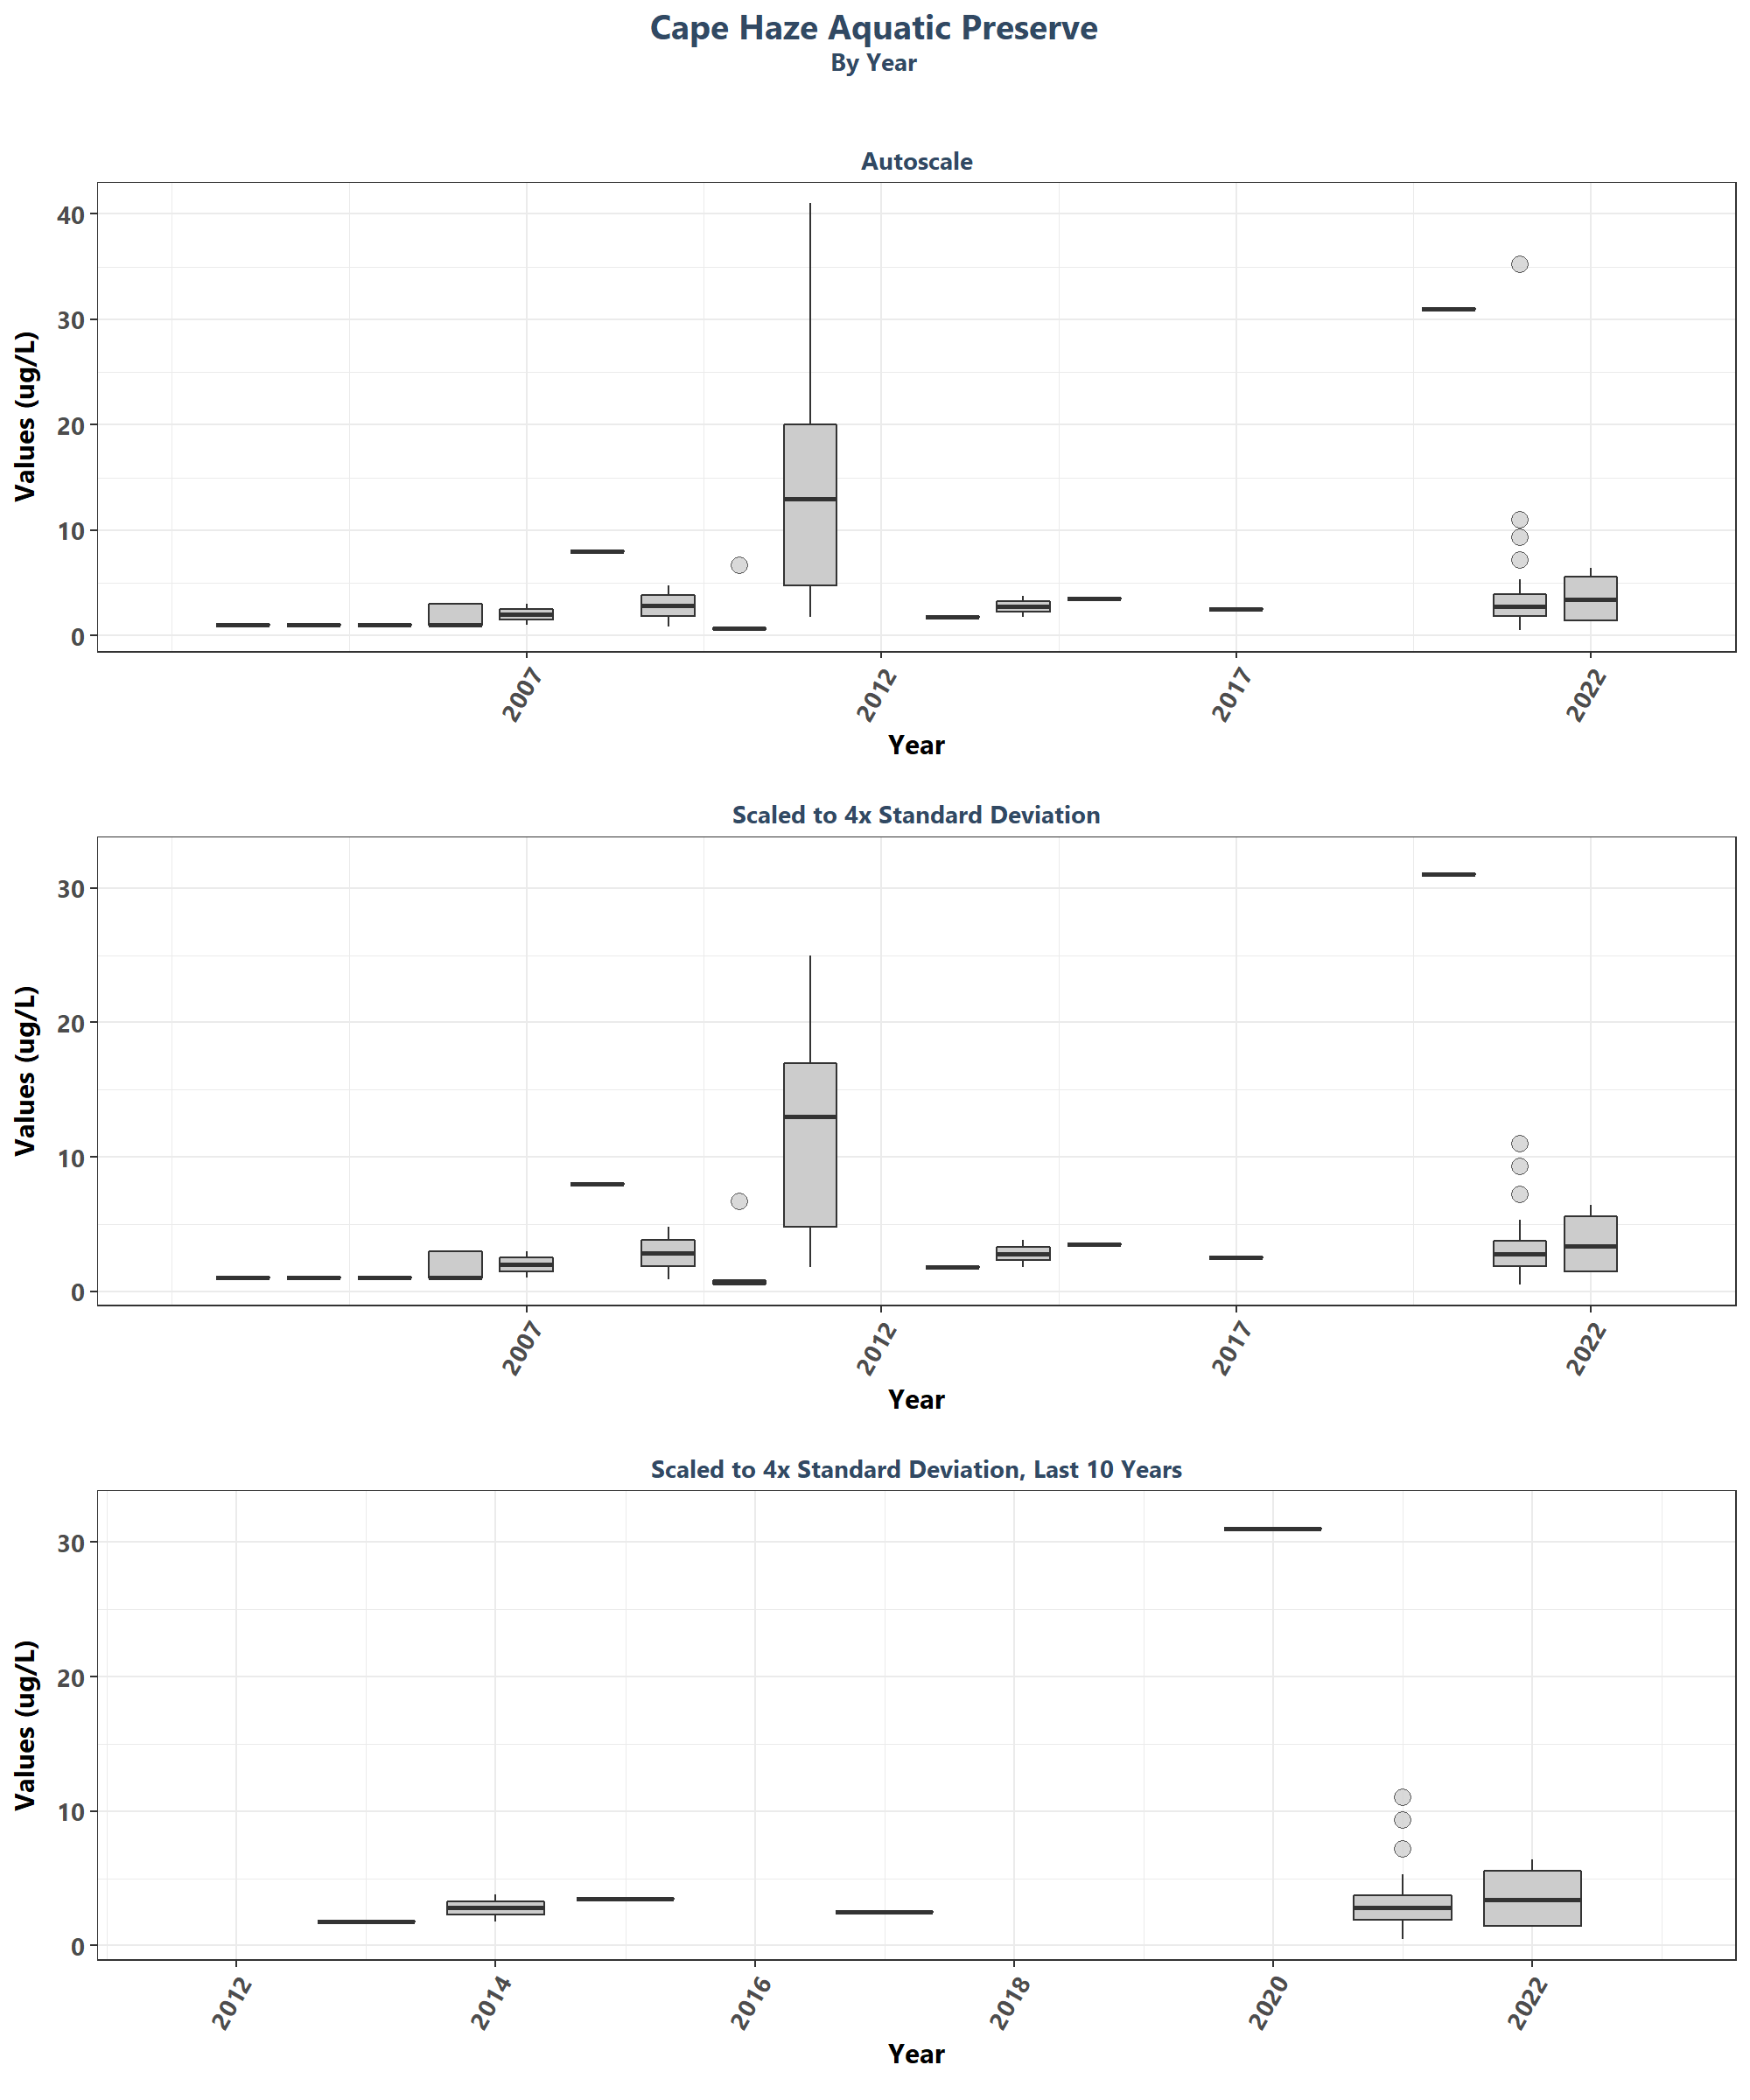 Cape Haze Aquatic Preserve
By Year
Autoscale
Values (ug/L)
40
30
20
10
0
2007
2012
2017
2022
Year
Scaled to 4x Standard Deviation
Values (ug/L)
30
20
10
0
2007
2012
2017
2022
Year
Scaled to 4x Standard Deviation, Last 10 Years
Values (ug/L)
30
20
10
0
2012
2014
2016
2018
2020
2022
Year